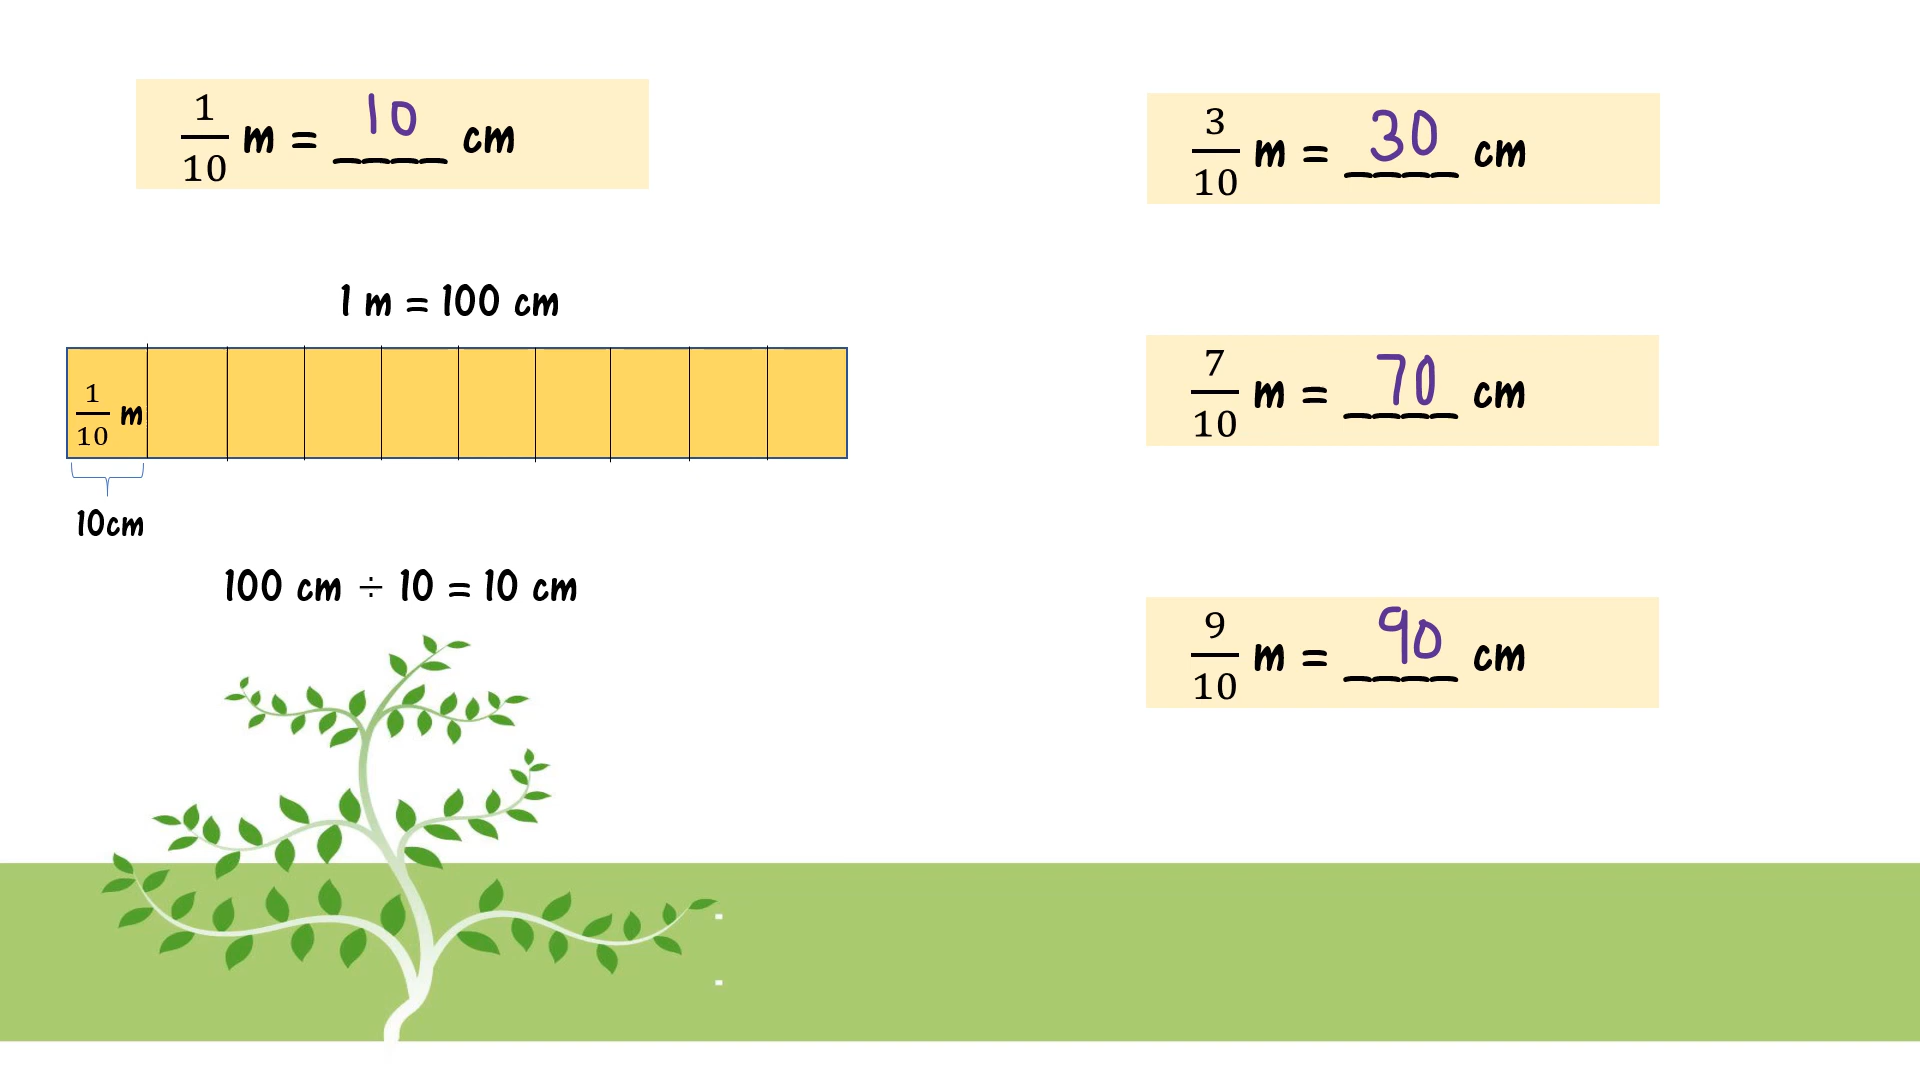 1/10 m = 10 cm
1 m = 100 cm
1/10 m
10cm
100 cm ÷ 10 = 10 cm
3/10 m = 30 cm
7/10 m = 70 cm
9/10 m = 90 cm